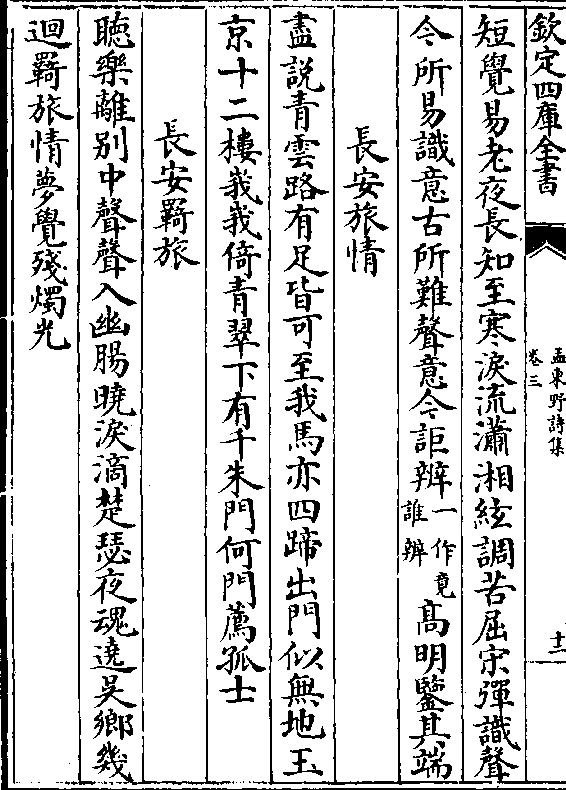 欽定四庫全書
孟東野詩集
卷三
十二
短覺易老夜長知至寒淚流瀟湘絃調苦屈宋彈識聲
今所易識意古所難聲意今詎辨一作竟誰辨高明鑒其端
長安旅情
盡說青雲路有足皆可至我馬亦四蹄出門似無地玉
京十二樓峩峩倚青翠下有千朱門何門薦孤士
長安羇旅
聽樂離別中聲聲入幽腸曉淚滴楚瑟夜魂遶吳鄉幾
迴羇旅情夢覺殘燭光